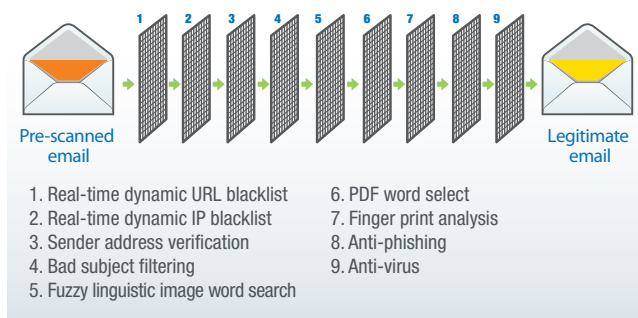 1 2 3 4 5 6 7 8 9
Pre-scanned
email
Legitimate
email
1. Real-time dynamic URL blacklist
2. Real-time dynamic IP blacklist
3. Sender address verification
4. Bad subject filtering
5. Fuzzy linguistic image word search
6. PDF word select
7. Finger print analysis
8. Anti-phishing
9. Anti-virus